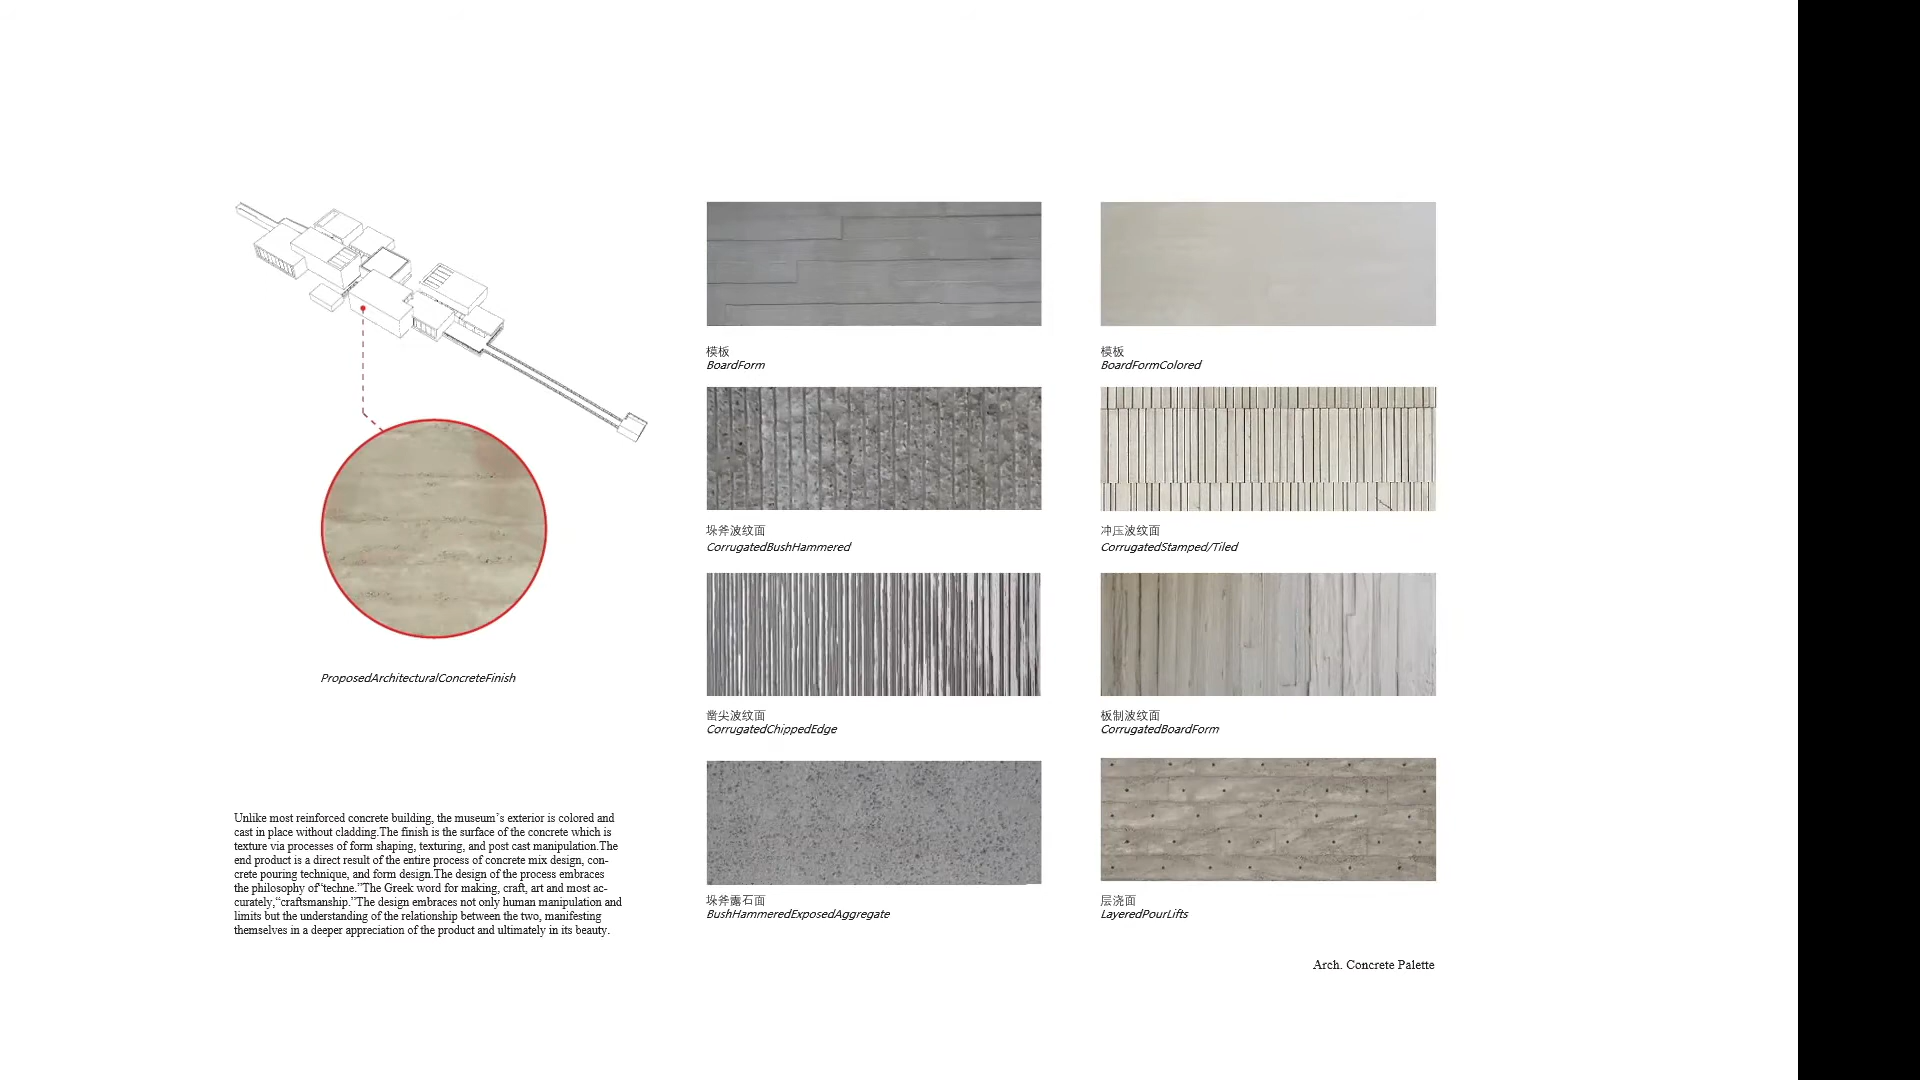 模板
BoardForm
模板
BoardFormColored
垛斧波纹面
CorrugatedBushHammered
冲压波纹面
CorrugatedStamped/Tiled
ProposedArchitecturalConcreteFinish
凿尖波纹面
CorrugatedChippedEdge
板制波纹面
CorrugatedBoardForm
Unlike most reinforced concrete building, the museum’s exterior is colored and
cast in place without cladding.The finish is the surface of the concrete which is
texture via processes of form shaping, texturing, and post cast manipulation.The
end product is a direct result of the entire process of concrete mix design, con-
crete pouring technique, and form design.The design of the process embraces
the philosophy of“techne.”The Greek word for making, craft, art and most ac-
curately,“craftsmanship.”The design embraces not only human manipulation and
limits but the understanding of the relationship between the two, manifesting
themselves in a deeper appreciation of the product and ultimately in its beauty.
垛斧露石面
BushHammeredExposedAggregate
层浇面
LayeredPourLifts
Arch. Concrete Palette